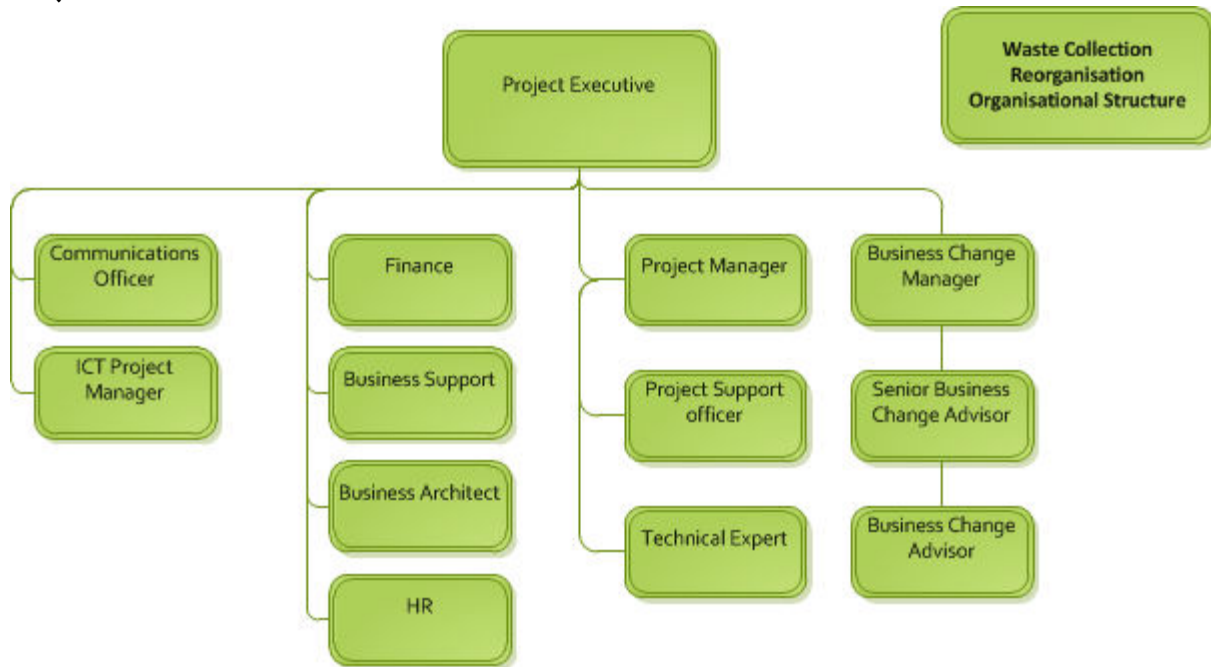 Project Executive
Waste Collection
Reorganisation
Organisational Structure
Communications
Officer
Finance
Project Manager
Business Change
Manager
ICT Project
Manager
Business Support
Project Support
officer
Senior Business
Change Advisor
Business Architect
Technical Expert
Business Change
Advisor
HR